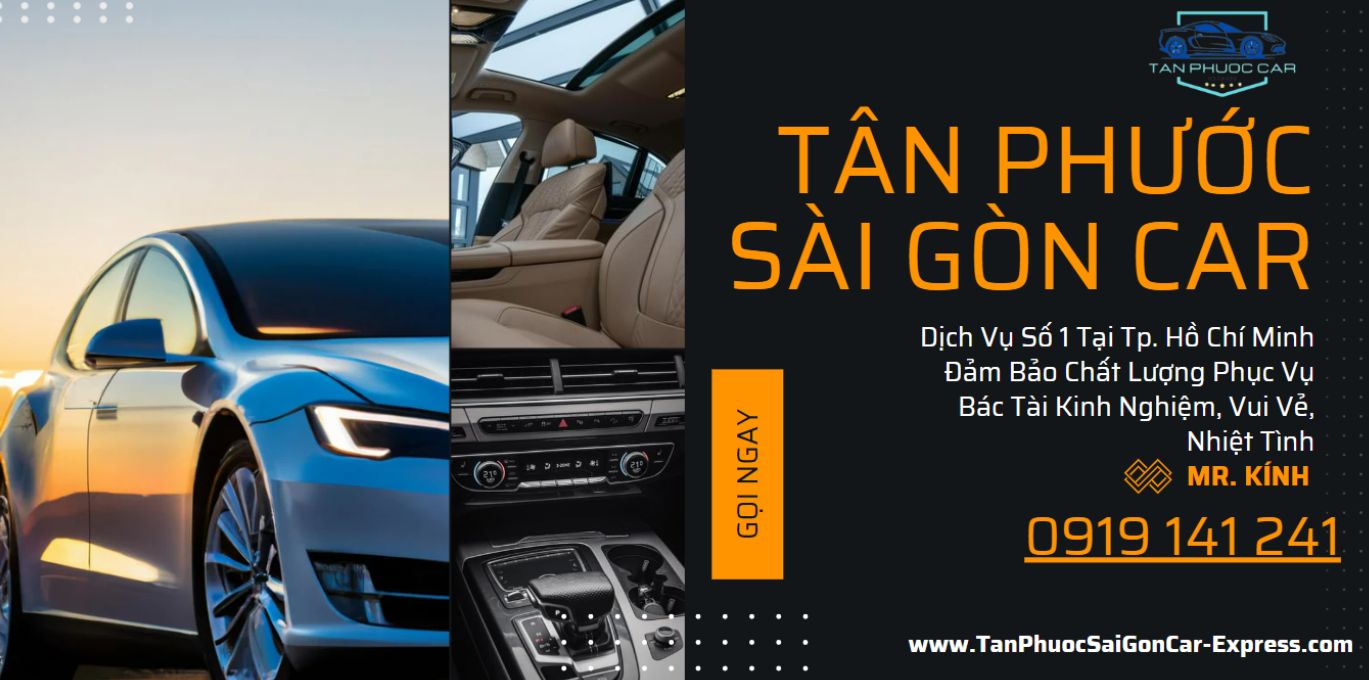 TAN PHUOC CAR
TÂN PHƯỚC
SÀI GÒN CAR
Dịch Vụ Số 1 Tại Tp. Hồ Chí Minh
Đảm Bảo Chất Lượng Phục Vụ
Bác Tài Kinh Nghiệm, Vui Vẻ,
Nhiệt Tình
MR. KÍNH
GỌI NGAY
0919 141 241
www.TanPhuocSaiGonCar-Express.com